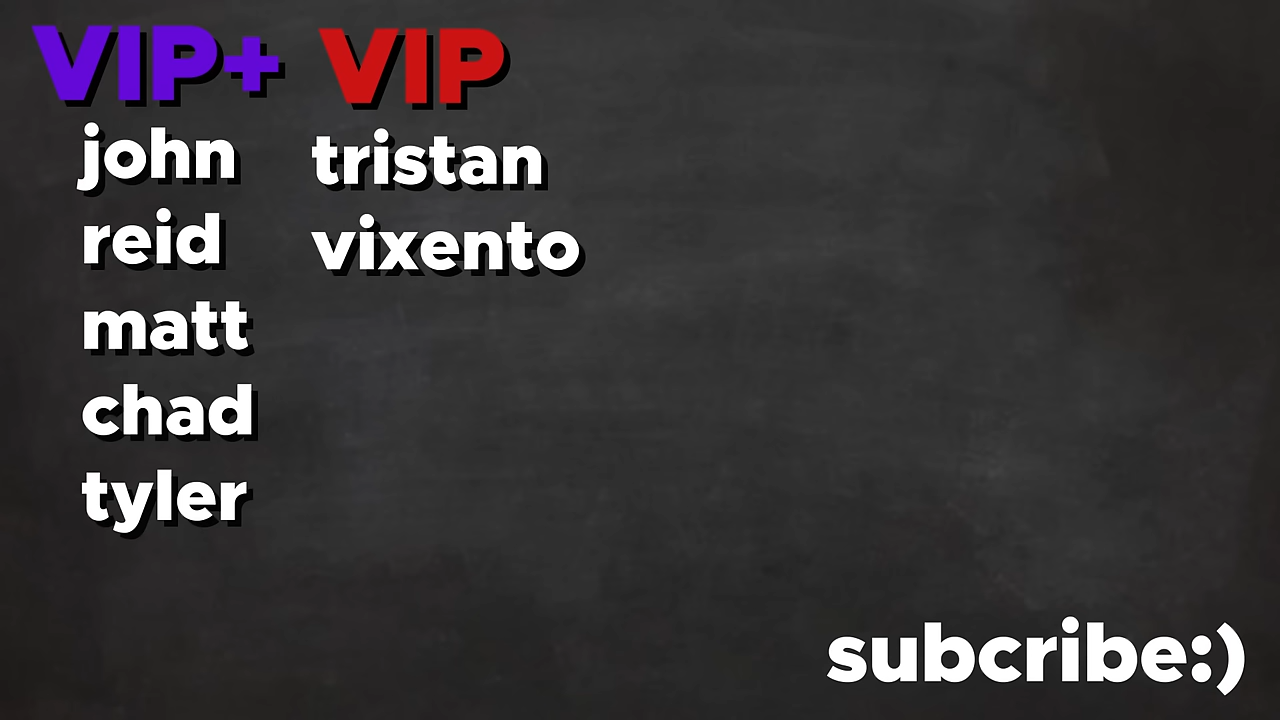 VIP+ VIP
john tristan
reid vixento
matt
chad
tyler
subcribe:)